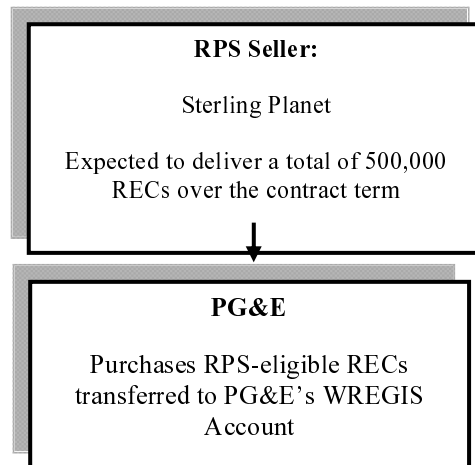 RPS Seller:
Sterling Planet
Expected to deliver a total of 500,000
RECs over the contract term
PG&E
Purchases RPS-eligible RECs
transferred to PG&E’s WREGIS
Account